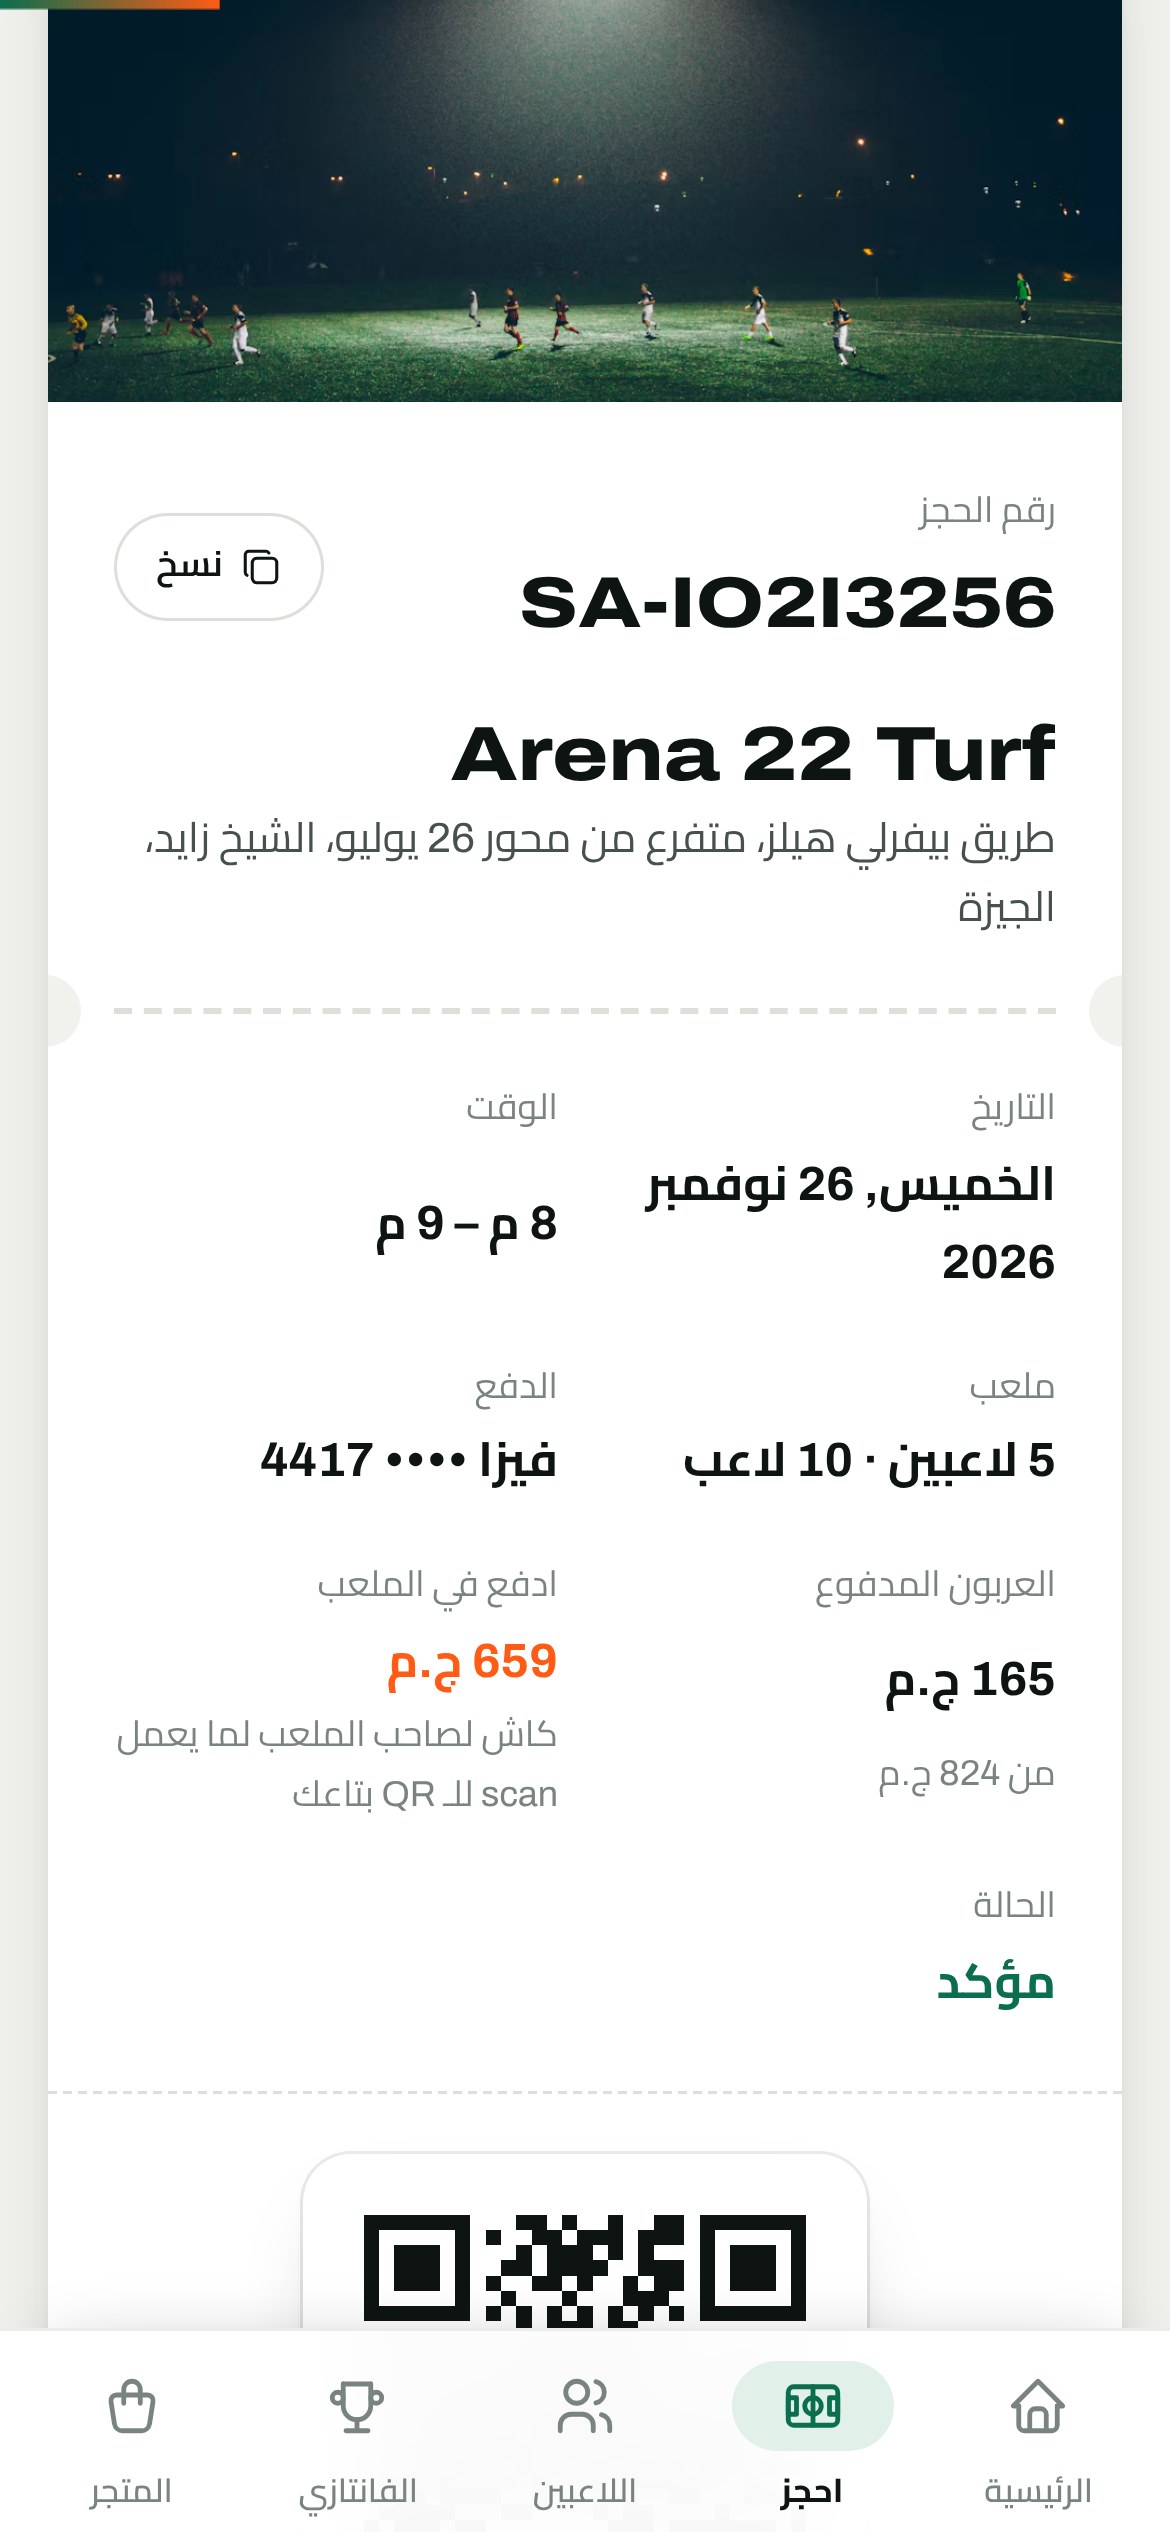 رقم الحجز
SA-IO2I3256
نسخ
Arena 22 Turf
طريق بيفرلي هيلز، متفرع من محور 26 يوليو، الشيخ زايد،
الجيزة
التاريخ
الخميس, 26 نوفمبر
2026
الوقت
8 م – 9 م
ملعب
5 لاعبين · 10 لاعب
الدفع
فيزا •••• 4417
العربون المدفوع
165 ج.م
من 824 ج.م
ادفع في الملعب
659 ج.م
كاش لصاحب الملعب لما يعمل
scan للـ QR بتاعك
الحالة
مؤكد
الرئيسية
احجز
اللاعبين
الفانتازي
المتجر